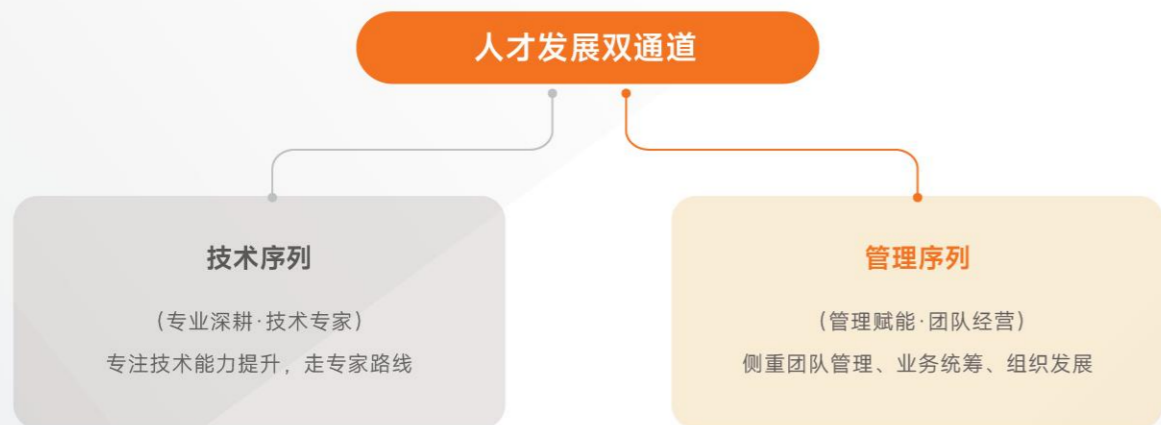 人才发展双通道
技术序列
（专业深耕·技术专家）
专注技术能力提升，走专家路线
管理序列
（管理赋能·团队经营）
侧重团队管理、业务统筹、组织发展